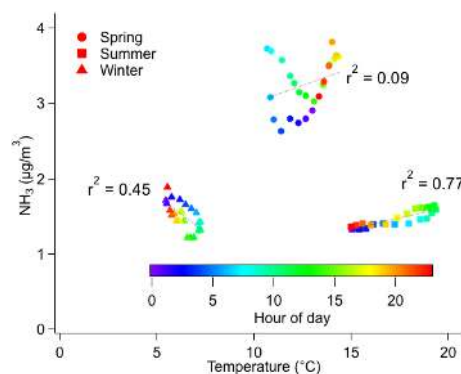 Spring
Summer
Winter
r² = 0.09
r² = 0.45
r² = 0.77
NH₃ (µg/m³)
4
3
2
1
0
0 5 10 15 20
Hour of day
0 5 10 15 20
Temperature (°C)